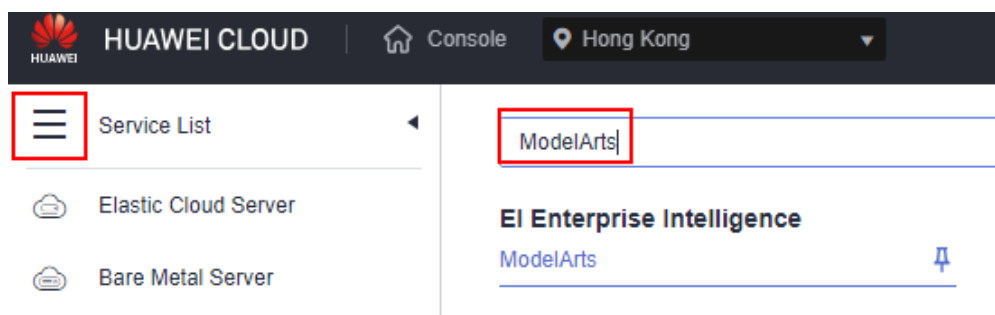 HUAWEI
HUAWEI CLOUD
Console
Hong Kong
Service List
ModelArts
Elastic Cloud Server
EI Enterprise Intelligence
ModelArts
Bare Metal Server